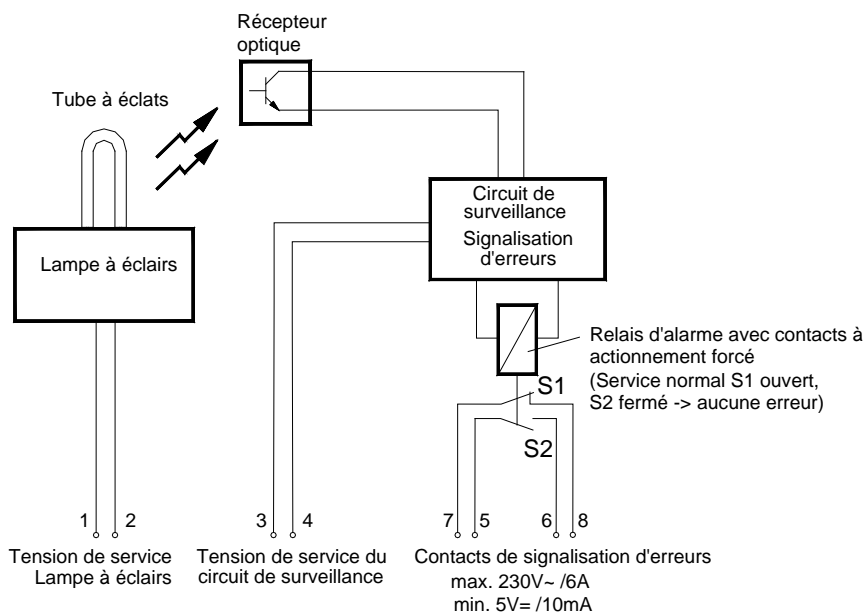 Récepteur
optique
Tube à éclats
Lampe à éclairs
Circuit de
surveillance
Signalisation
d'erreurs
Relais d'alarme avec contacts à
actionnement forcé
(Service normal S1 ouvert,
S2 fermé -> aucune erreur)
S1
S2
1 2
3 4
7 5 6 8
Tension de service
Lampe à éclairs
Tension de service du
circuit de surveillance
Contacts de signalisation d'erreurs
max. 230V~ /6A
min. 5V= /10mA